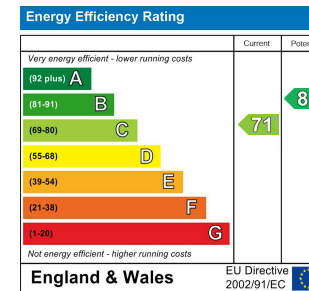 Energy Efficiency Rating
Current
Very energy efficient - lower running costs
(92 plus) A
(81-91) B
(69-80) C
71
(55-68) D
(39-54) E
(21-38) F
(1-20) G
Not energy efficient - higher running costs
England & Wales
EU Directive
2002/91/EC